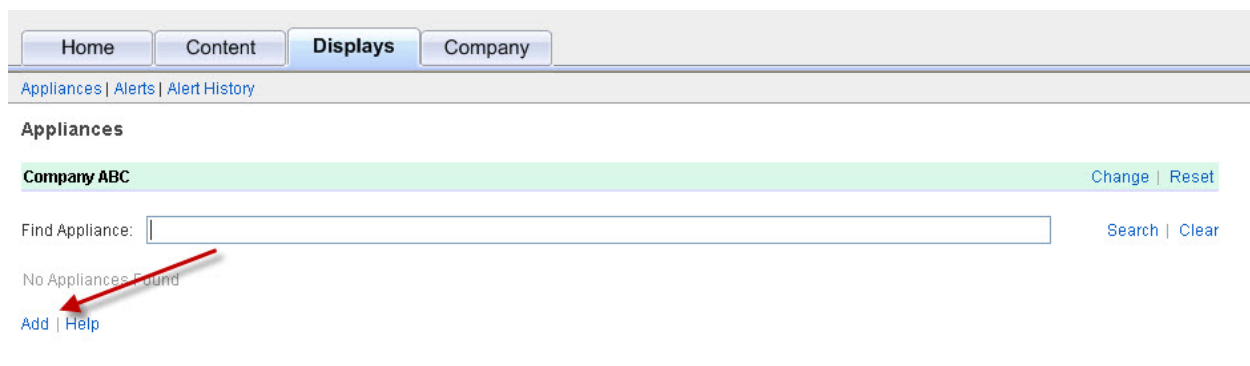 Home Content Displays Company
Appliances | Alerts | Alert History
Appliances
Company ABC Change | Reset
Find Appliance: Search | Clear
No Appliances Found
Add | Help